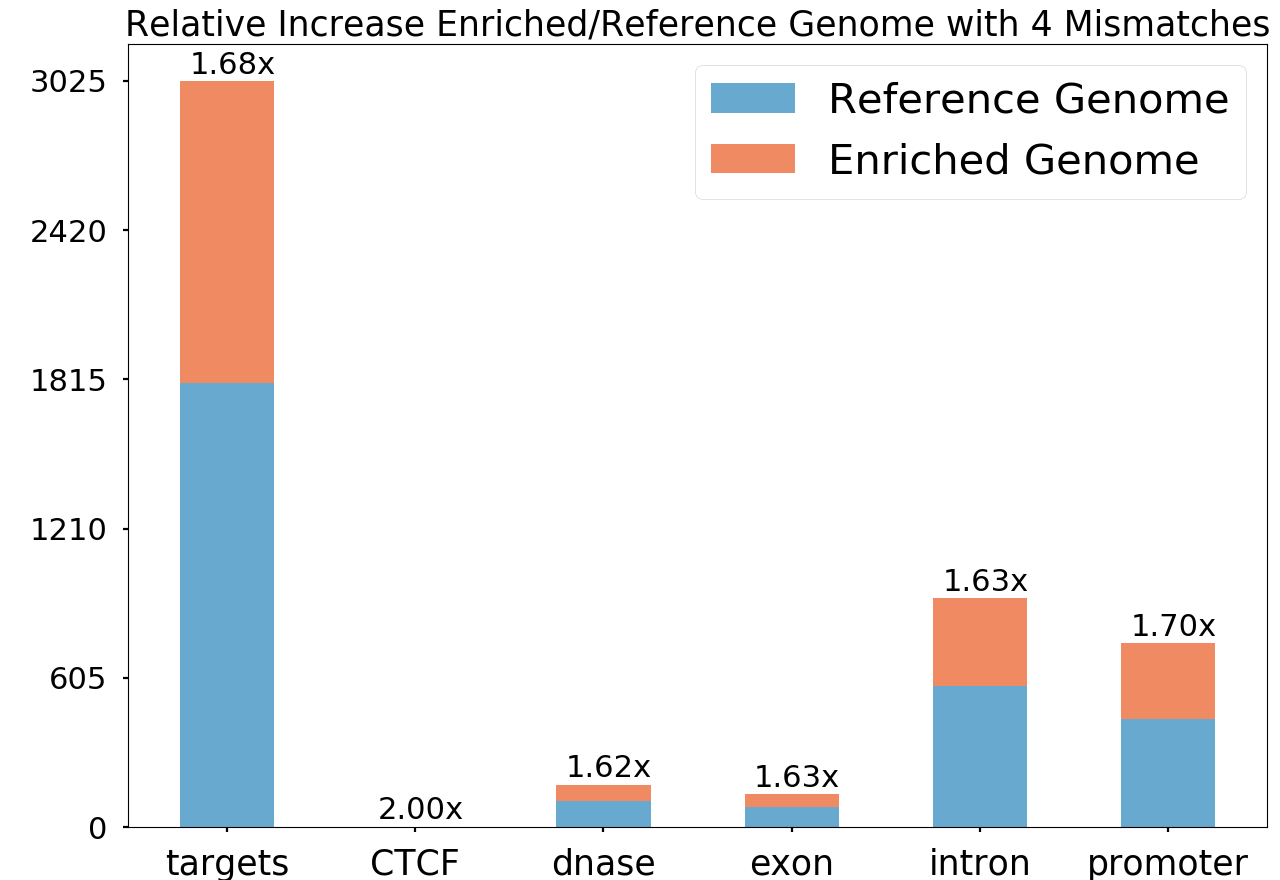 Relative Increase Enriched/Reference Genome with 4 Mismatches
Reference Genome
Enriched Genome
3025
2420
1815
1210
605
0
1.68x
2.00x
1.62x
1.63x
1.63x
1.70x
targets
CTCF
dnase
exon
intron
promoter